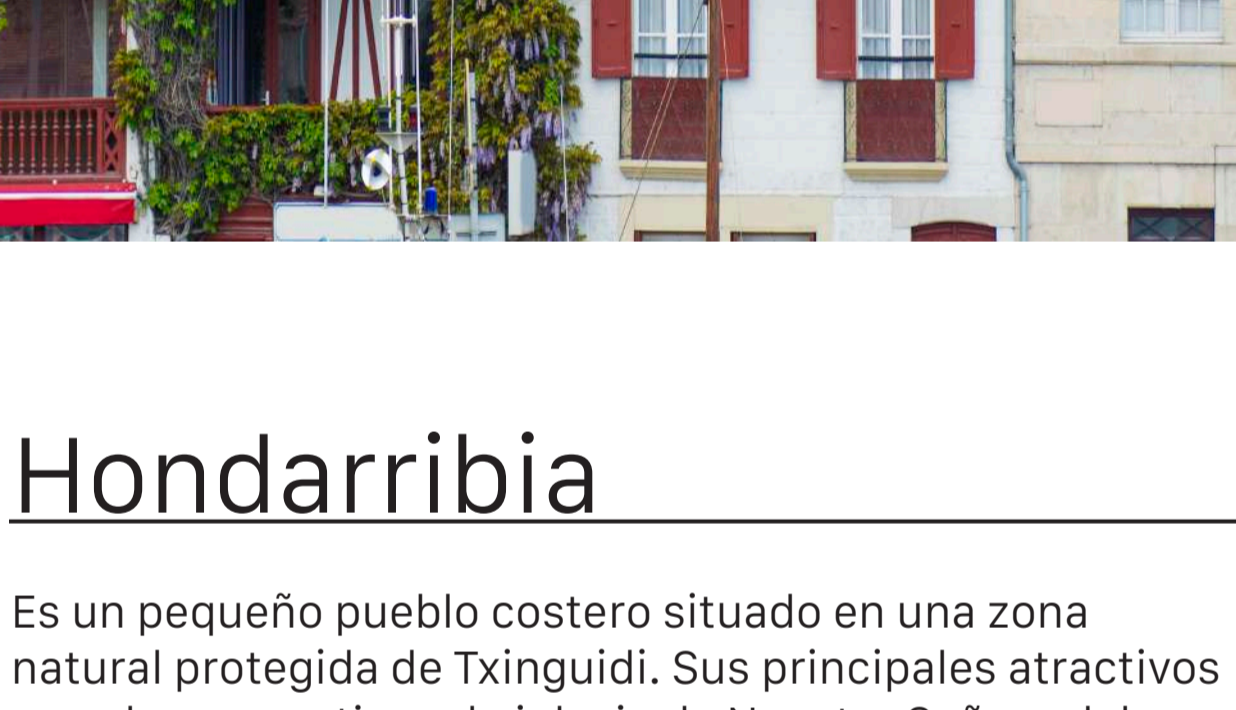 Hondarribia
Es un pequeño pueblo costero situado en una zona
natural protegida de Txinguidi. Sus principales atractivos